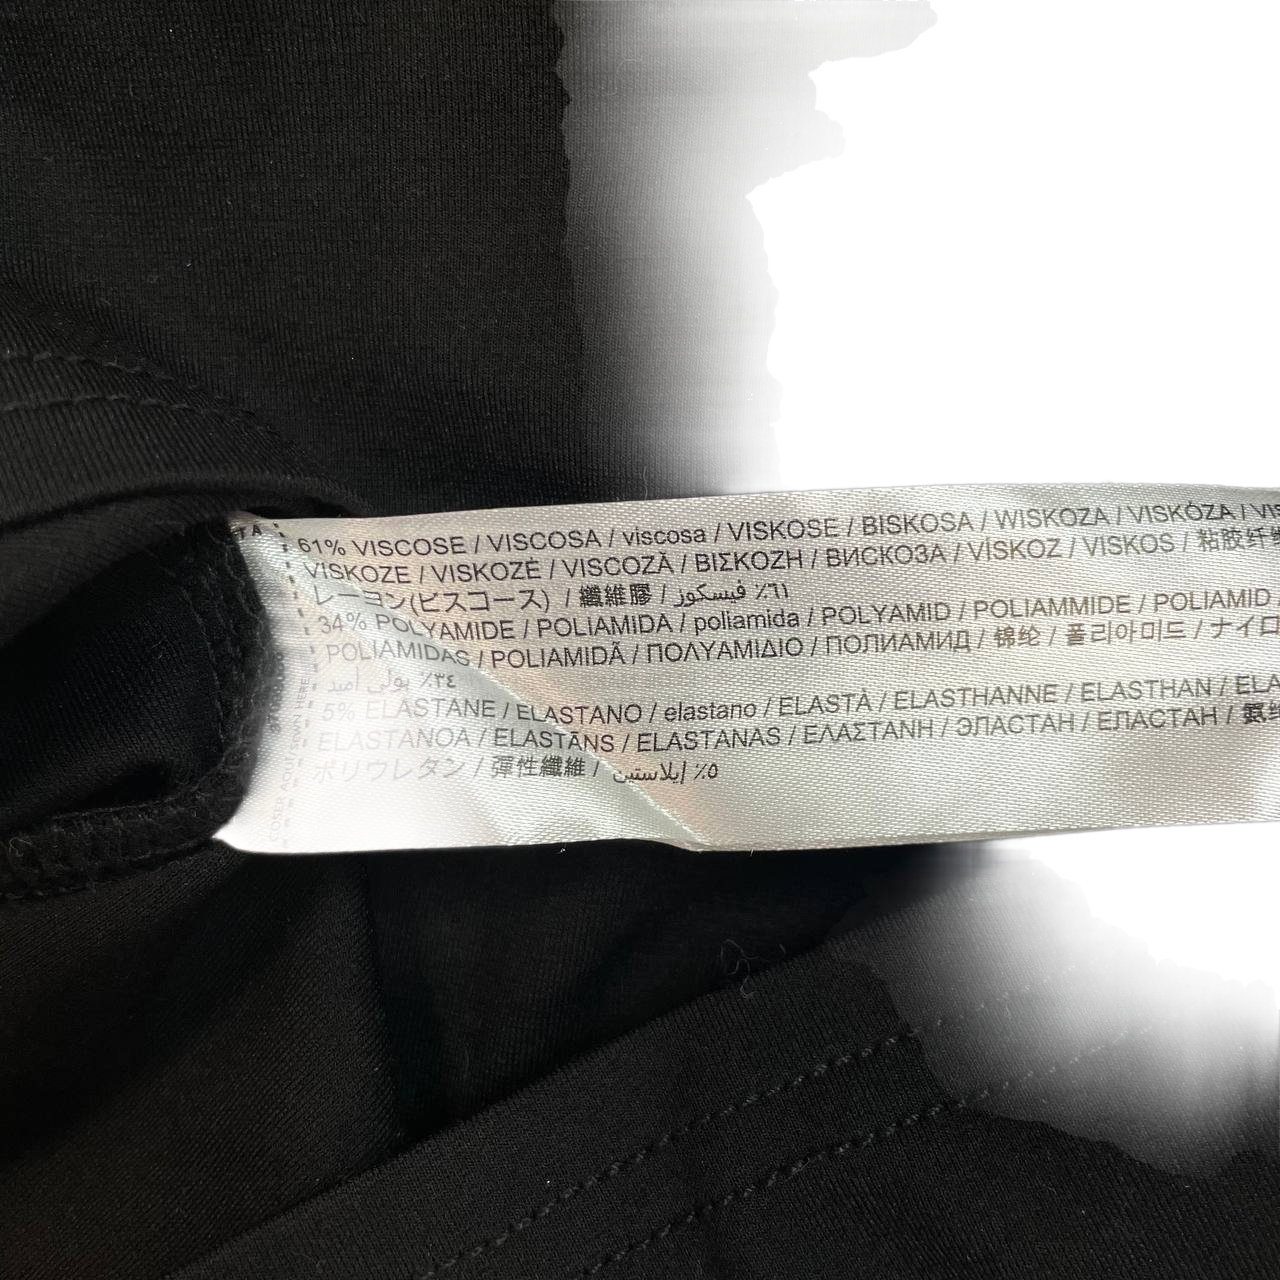 61% VISCOSE / VISCOSA / viscosa / VISKOSE / BISKOSA / WISKOZA / VISKÓZA /
VISKOZE / VISKOZĖ / VISCOZĂ / ΒΙΣΚΟΖΗ / ВИСКОЗА / VİSKOZ / VISKOS / 粘胶纤维
レーヨン(ビスコース) / 纖維膠 / فيسكوز ٪٦١
34% POLYAMIDE / POLIAMIDA / poliamida / POLYAMID / POLIAMMIDE / POLIAMID
POLIAMIDAS / POLIAMIDĂ / ΠΟΛΥΑΜΙΔΙΟ / ПОЛИАМИД / 锦纶 / 폴리아미드 / ナイロ
٪٣٤ بولي أميد
5% ELASTANE / ELASTANO / elastano / ELASTÀ / ELASTHANNE / ELASTHAN / ELA
ELASTANOA / ELASTĀNS / ELASTANAS / ΕΛΑΣΤΑΝΗ / ЭЛАСТАН / ЕЛАСТАН /
ポリウレタン / 彈性纖維 / ٪٥ إيلاستين